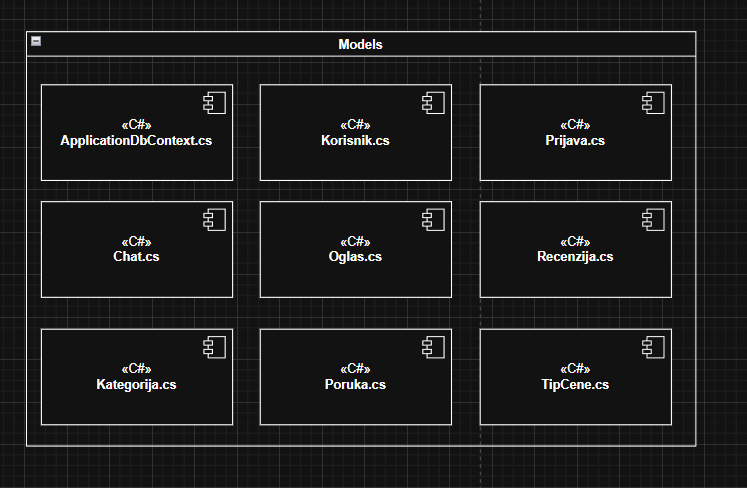 Models
«C#»
ApplicationDbContext.cs
«C#»
Korisnik.cs
«C#»
Prijava.cs
«C#»
Chat.cs
«C#»
Oglas.cs
«C#»
Recenzija.cs
«C#»
Kategorija.cs
«C#»
Poruka.cs
«C#»
TipCene.cs